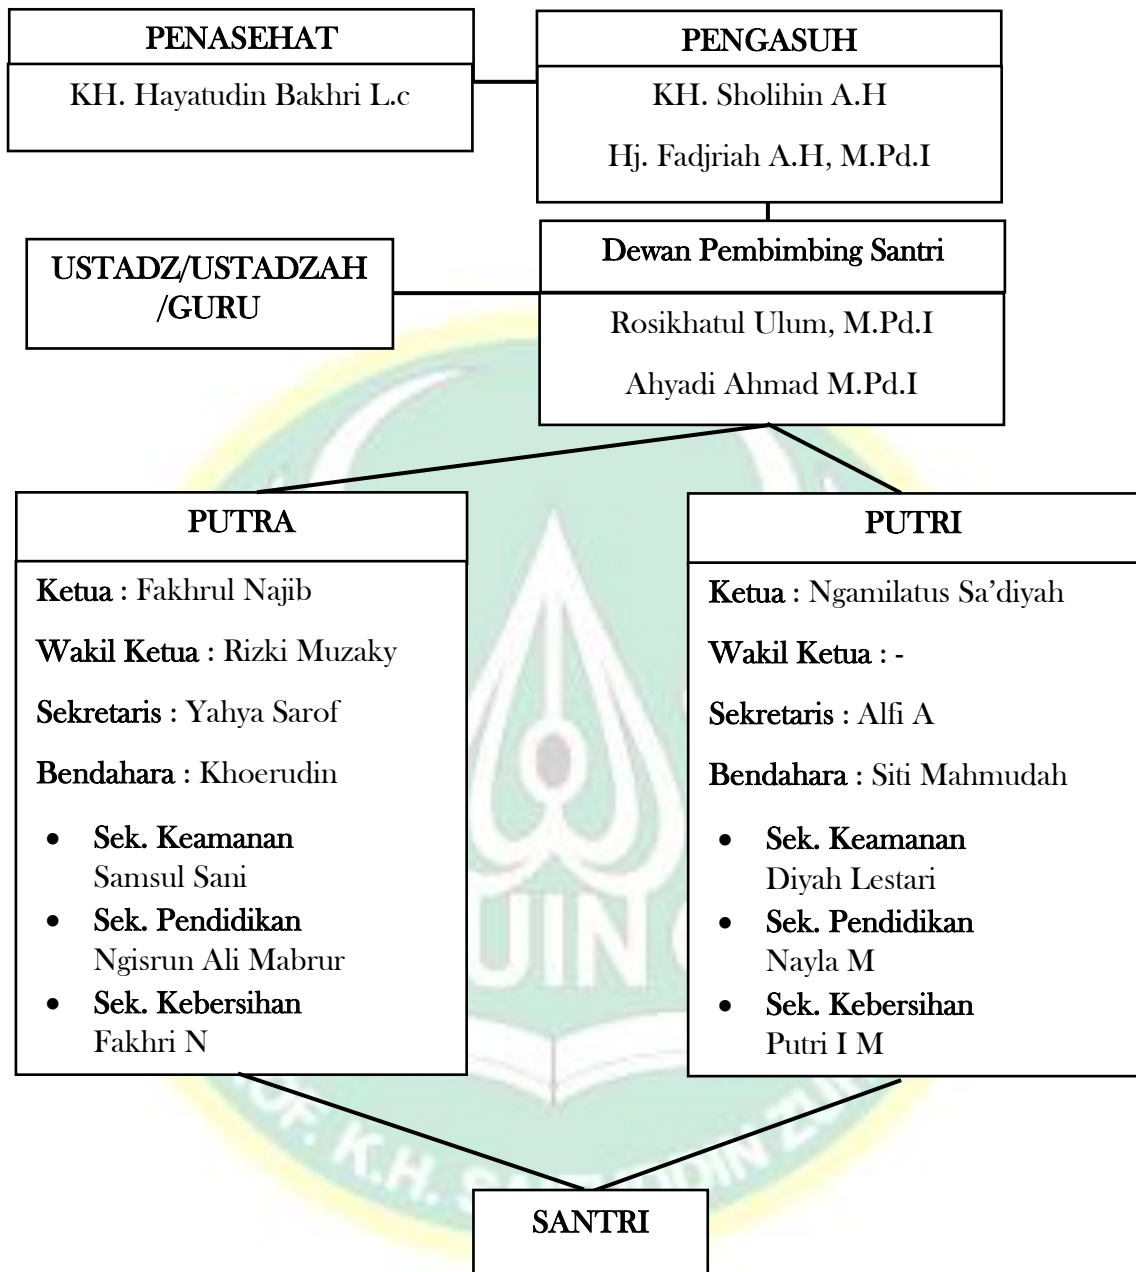 PENASEHAT
KH. Hayatudin Bakhri L.c
PENGASUH
KH. Sholihin A.H
Hj. Fadjriah A.H, M.Pd.I
USTADZ/USTADZAH
/GURU
Dewan Pembimbing Santri
Rosikhatul Ulum, M.Pd.I
Ahyadi Ahmad M.Pd.I
PUTRA
Ketua : Fakhrul Najib
Wakil Ketua : Rizki Muzaky
Sekretaris : Yahya Sarof
Bendahara : Khoerudin
• Sek. Keamanan
Samsul Sani
• Sek. Pendidikan
Ngisrun Ali Mabrur
• Sek. Kebersihan
Fakhri N
PUTRI
Ketua : Ngamilatus Sa’diyah
Wakil Ketua : -
Sekretaris : Alfi A
Bendahara : Siti Mahmudah
• Sek. Keamanan
Diyah Lestari
• Sek. Pendidikan
Nayla M
• Sek. Kebersihan
Putri I M
UIN
K.H.
SANTRI